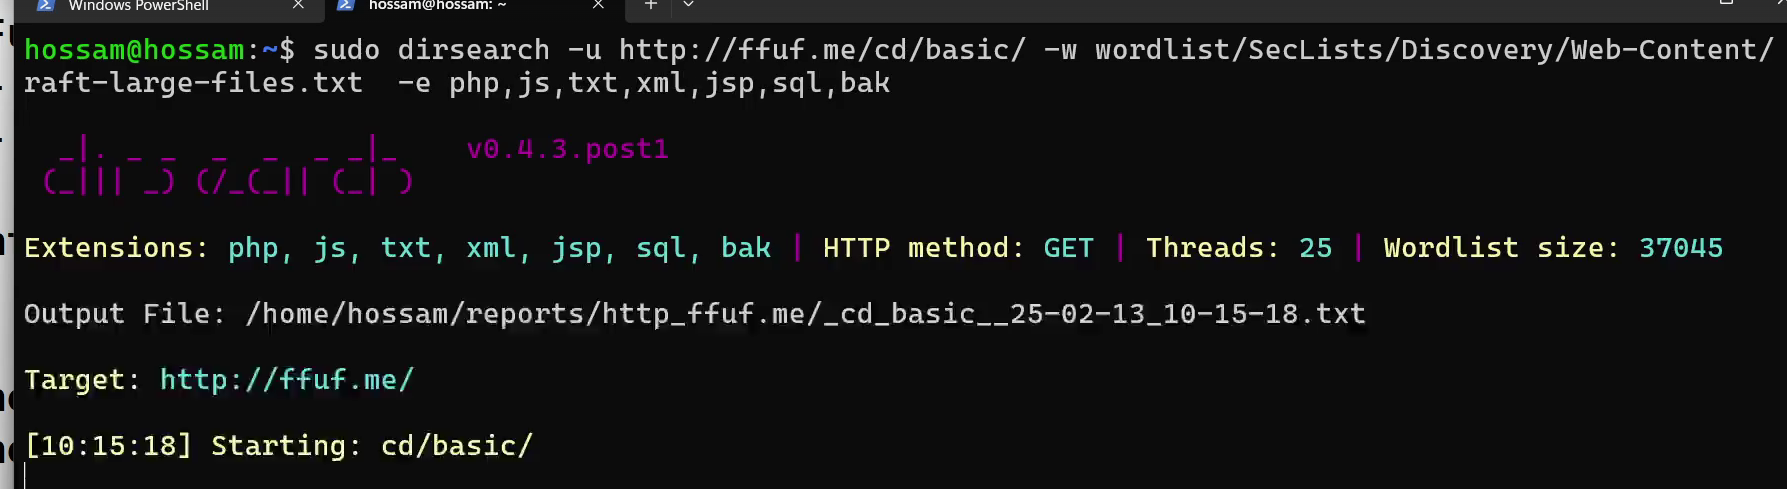 Windows PowerShell
hossam@hossam: ~
hossam@hossam:~$ sudo dirsearch -u http://ffuf.me/cd/basic/ -w wordlist/SecLists/Discovery/Web-Content/
raft-large-files.txt  -e php,js,txt,xml,jsp,sql,bak
v0.4.3.post1
Extensions: php, js, txt, xml, jsp, sql, bak | HTTP method: GET | Threads: 25 | Wordlist size: 37045
Output File: /home/hossam/reports/http_ffuf.me/_cd_basic__25-02-13_10-15-18.txt
Target: http://ffuf.me/
[10:15:18] Starting: cd/basic/